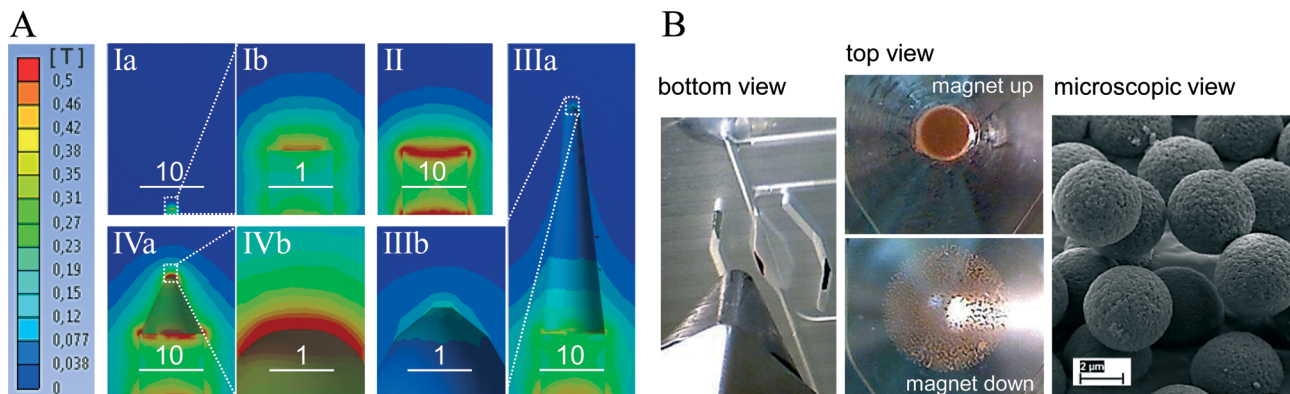 A
[T]
0,5
0,46
0,42
0,38
0,35
0,31
0,27
0,23
0,19
0,15
0,12
0,077
0,038
0
Ia
10
Ib
1
II
10
IIIa
10
IVa
10
IVb
1
IIIb
1
B
bottom view
top view
magnet up
magnet down
microscopic view
2 µm